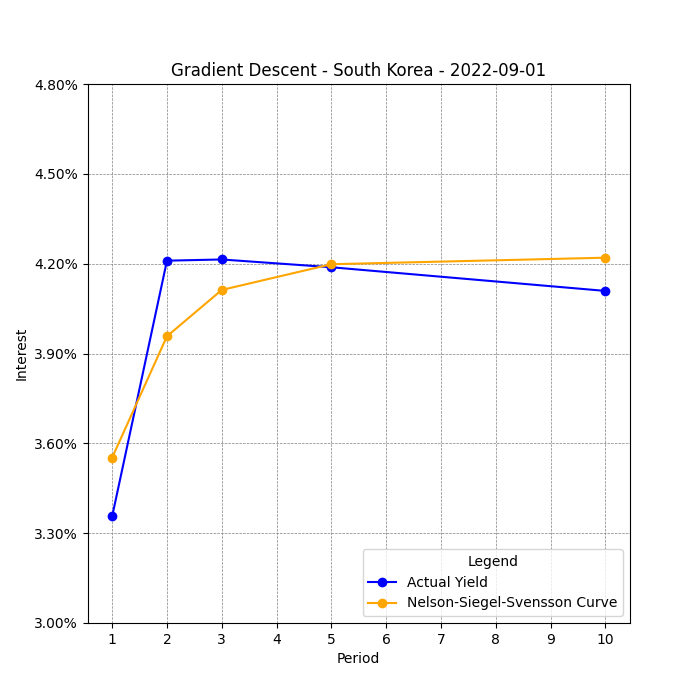 Gradient Descent - South Korea - 2022-09-01
4.80%
4.50%
4.20%
3.90%
3.60%
3.30%
3.00%
Interest
Legend
Actual Yield
Nelson-Siegel-Svensson Curve
1 2 3 4 5 6 7 8 9 10
Period